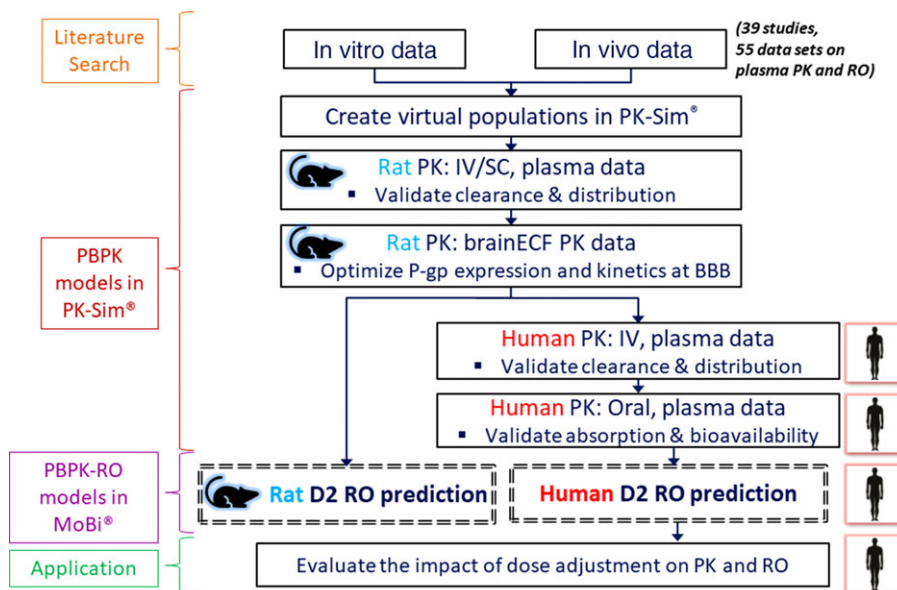 Literature
Search
In vitro data
In vivo data
(39 studies,
55 data sets on
plasma PK and RO)
Create virtual populations in PK-Sim®
Rat PK: IV/SC, plasma data
▪ Validate clearance & distribution
Rat PK: brainECF PK data
▪ Optimize P-gp expression and kinetics at BBB
PBPK
models in
PK-Sim®
Human PK: IV, plasma data
▪ Validate clearance & distribution
Human PK: Oral, plasma data
▪ Validate absorption & bioavailability
PBPK-RO
models in
MoBi®
Rat D2 RO prediction
Human D2 RO prediction
Application
Evaluate the impact of dose adjustment on PK and RO